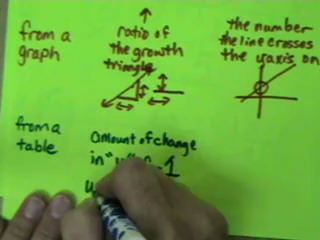 from a
graph
ratio of
the growth
triangle
the number
the line crosses
the y axis on
from a
table
Amount of change
in "y" 1